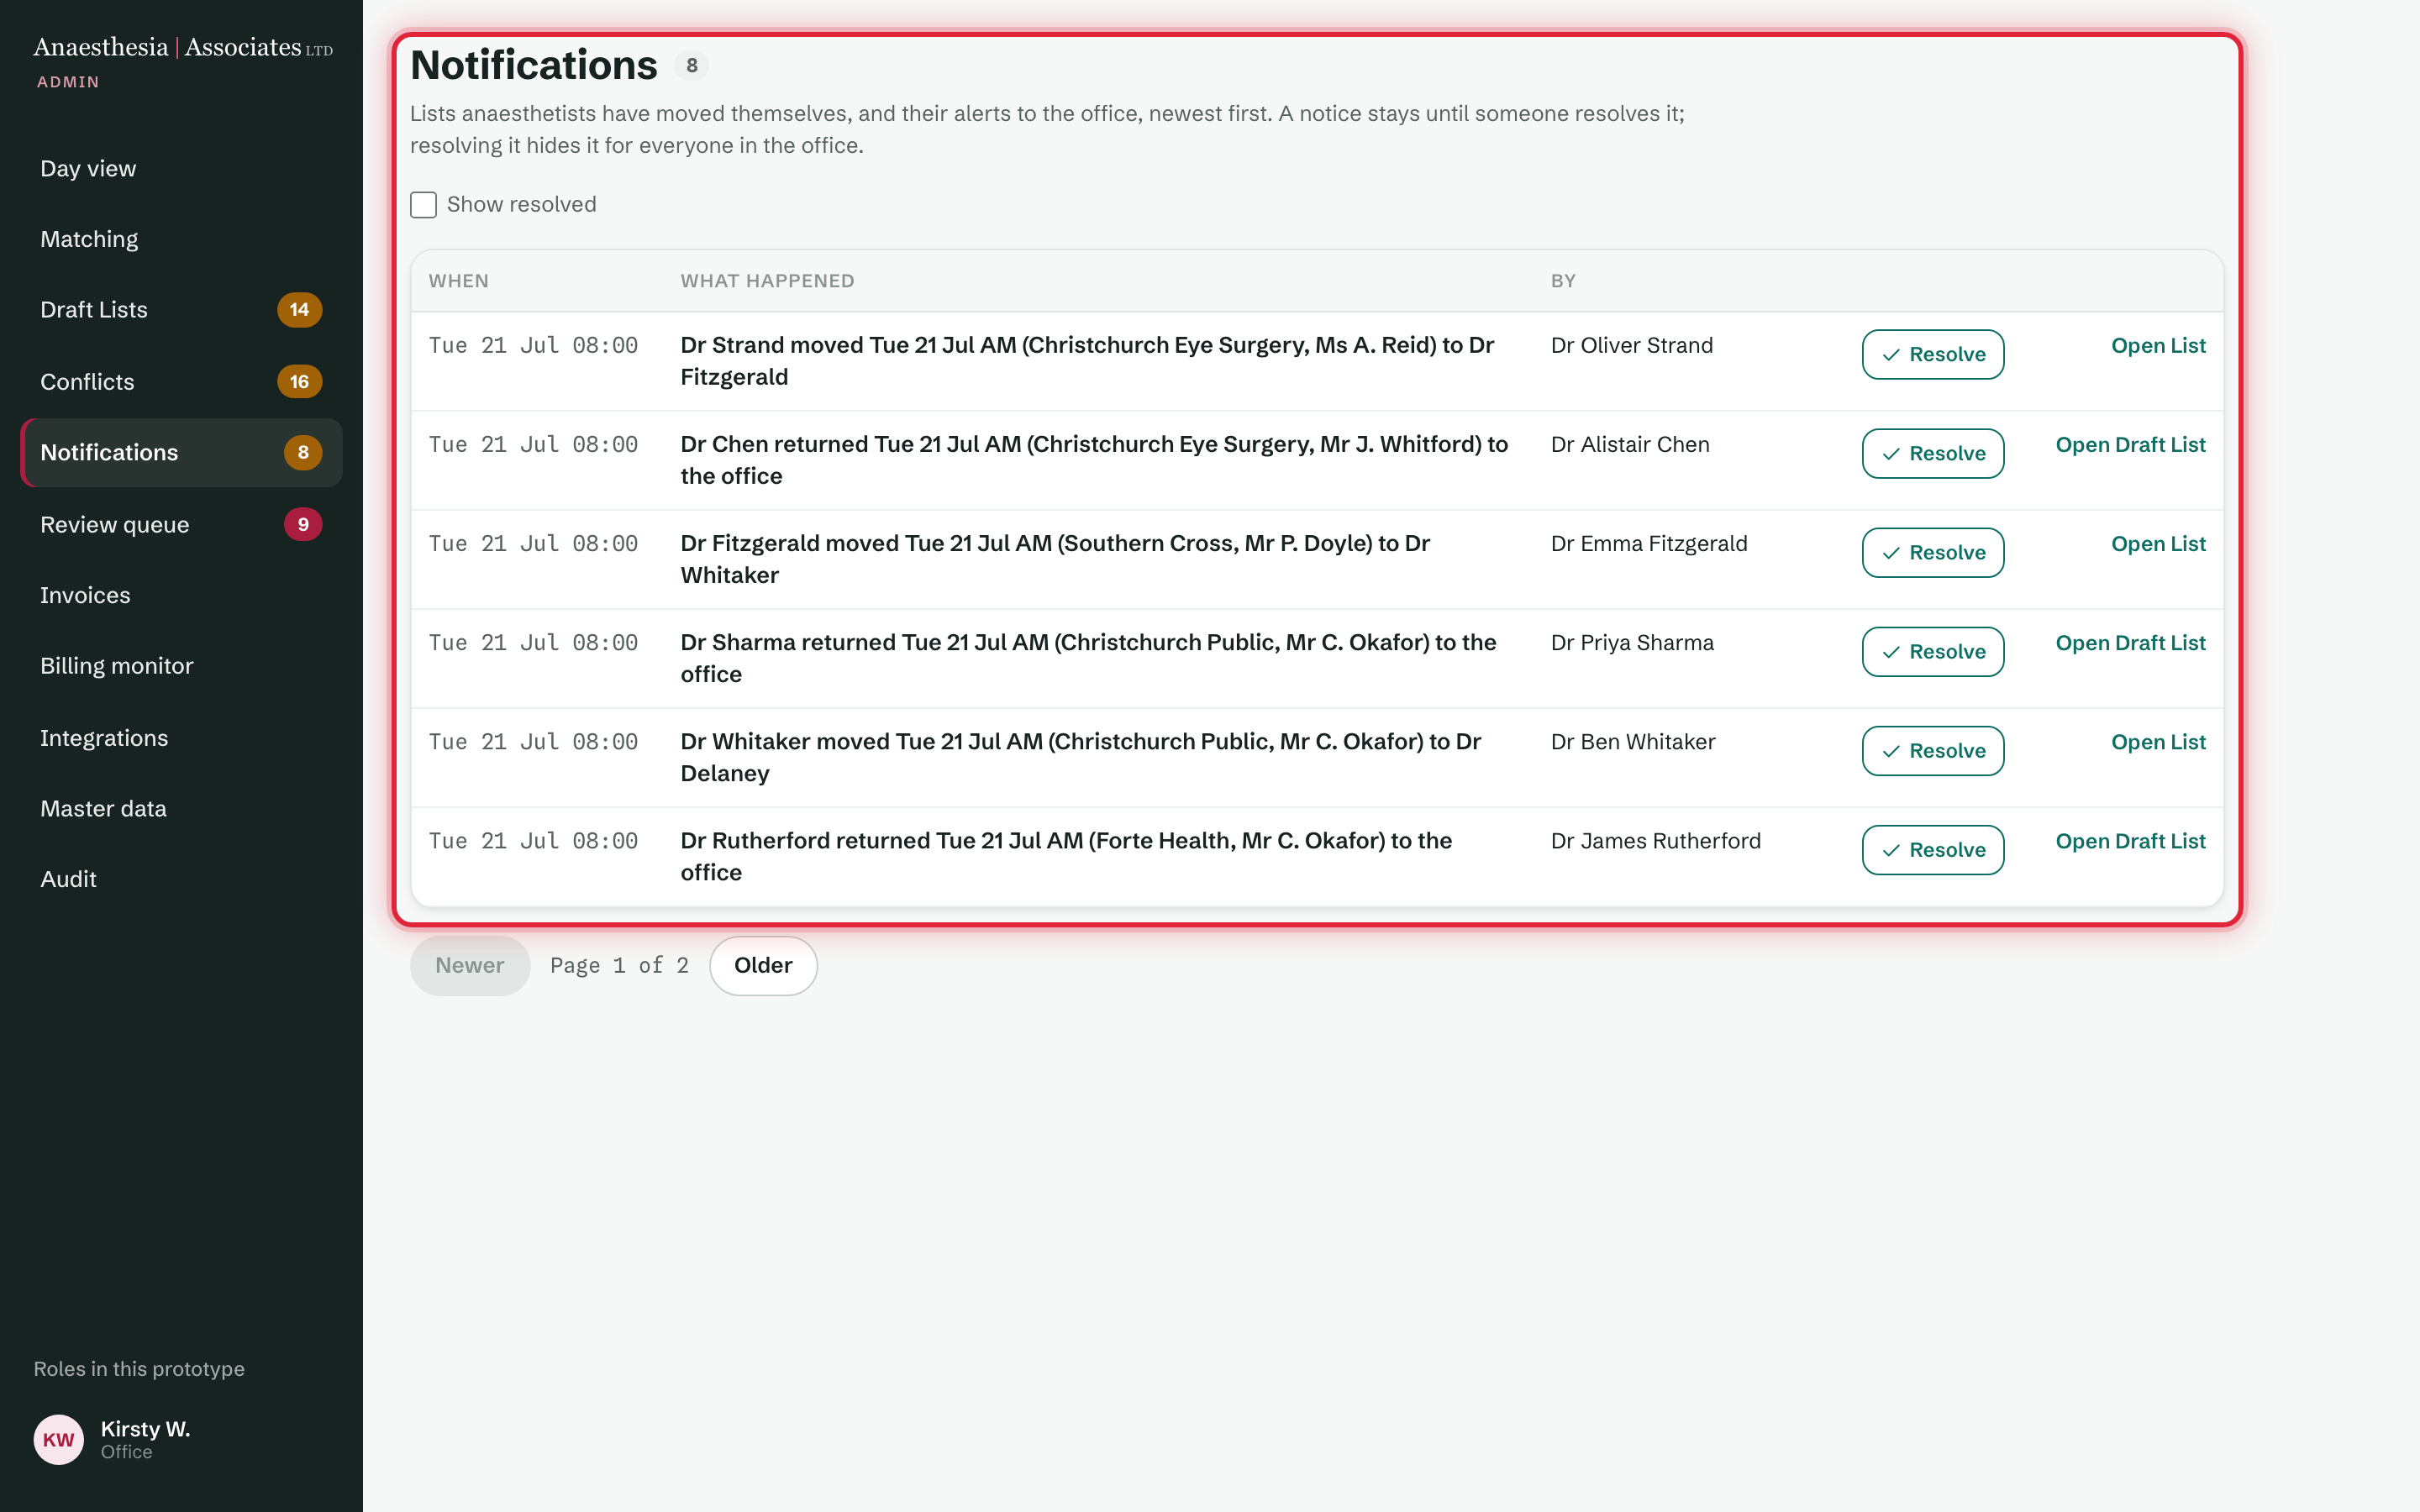 Anaesthesia | Associates LTD
ADMIN
Day view
Matching
Draft Lists 14
Conflicts 16
Notifications 8
Review queue 9
Invoices
Billing monitor
Integrations
Master data
Audit
Roles in this prototype
KW
Kirsty W.
Office
Notifications 8
Lists anaesthetists have moved themselves, and their alerts to the office, newest first. A notice stays until someone resolves it;
resolving it hides it for everyone in the office.
Show resolved
WHEN WHAT HAPPENED BY
Tue 21 Jul 08:00 Dr Strand moved Tue 21 Jul AM (Christchurch Eye Surgery, Ms A. Reid) to Dr Dr Oliver Strand Resolve Open List
Fitzgerald
Tue 21 Jul 08:00 Dr Chen returned Tue 21 Jul AM (Christchurch Eye Surgery, Mr J. Whitford) to Dr Alistair Chen Resolve Open Draft List
the office
Tue 21 Jul 08:00 Dr Fitzgerald moved Tue 21 Jul AM (Southern Cross, Mr P. Doyle) to Dr Dr Emma Fitzgerald Resolve Open List
Whitaker
Tue 21 Jul 08:00 Dr Sharma returned Tue 21 Jul AM (Christchurch Public, Mr C. Okafor) to the Dr Priya Sharma Resolve Open Draft List
office
Tue 21 Jul 08:00 Dr Whitaker moved Tue 21 Jul AM (Christchurch Public, Mr C. Okafor) to Dr Dr Ben Whitaker Resolve Open List
Delaney
Tue 21 Jul 08:00 Dr Rutherford returned Tue 21 Jul AM (Forte Health, Mr C. Okafor) to the Dr James Rutherford Resolve Open Draft List
office
Newer Page 1 of 2 Older